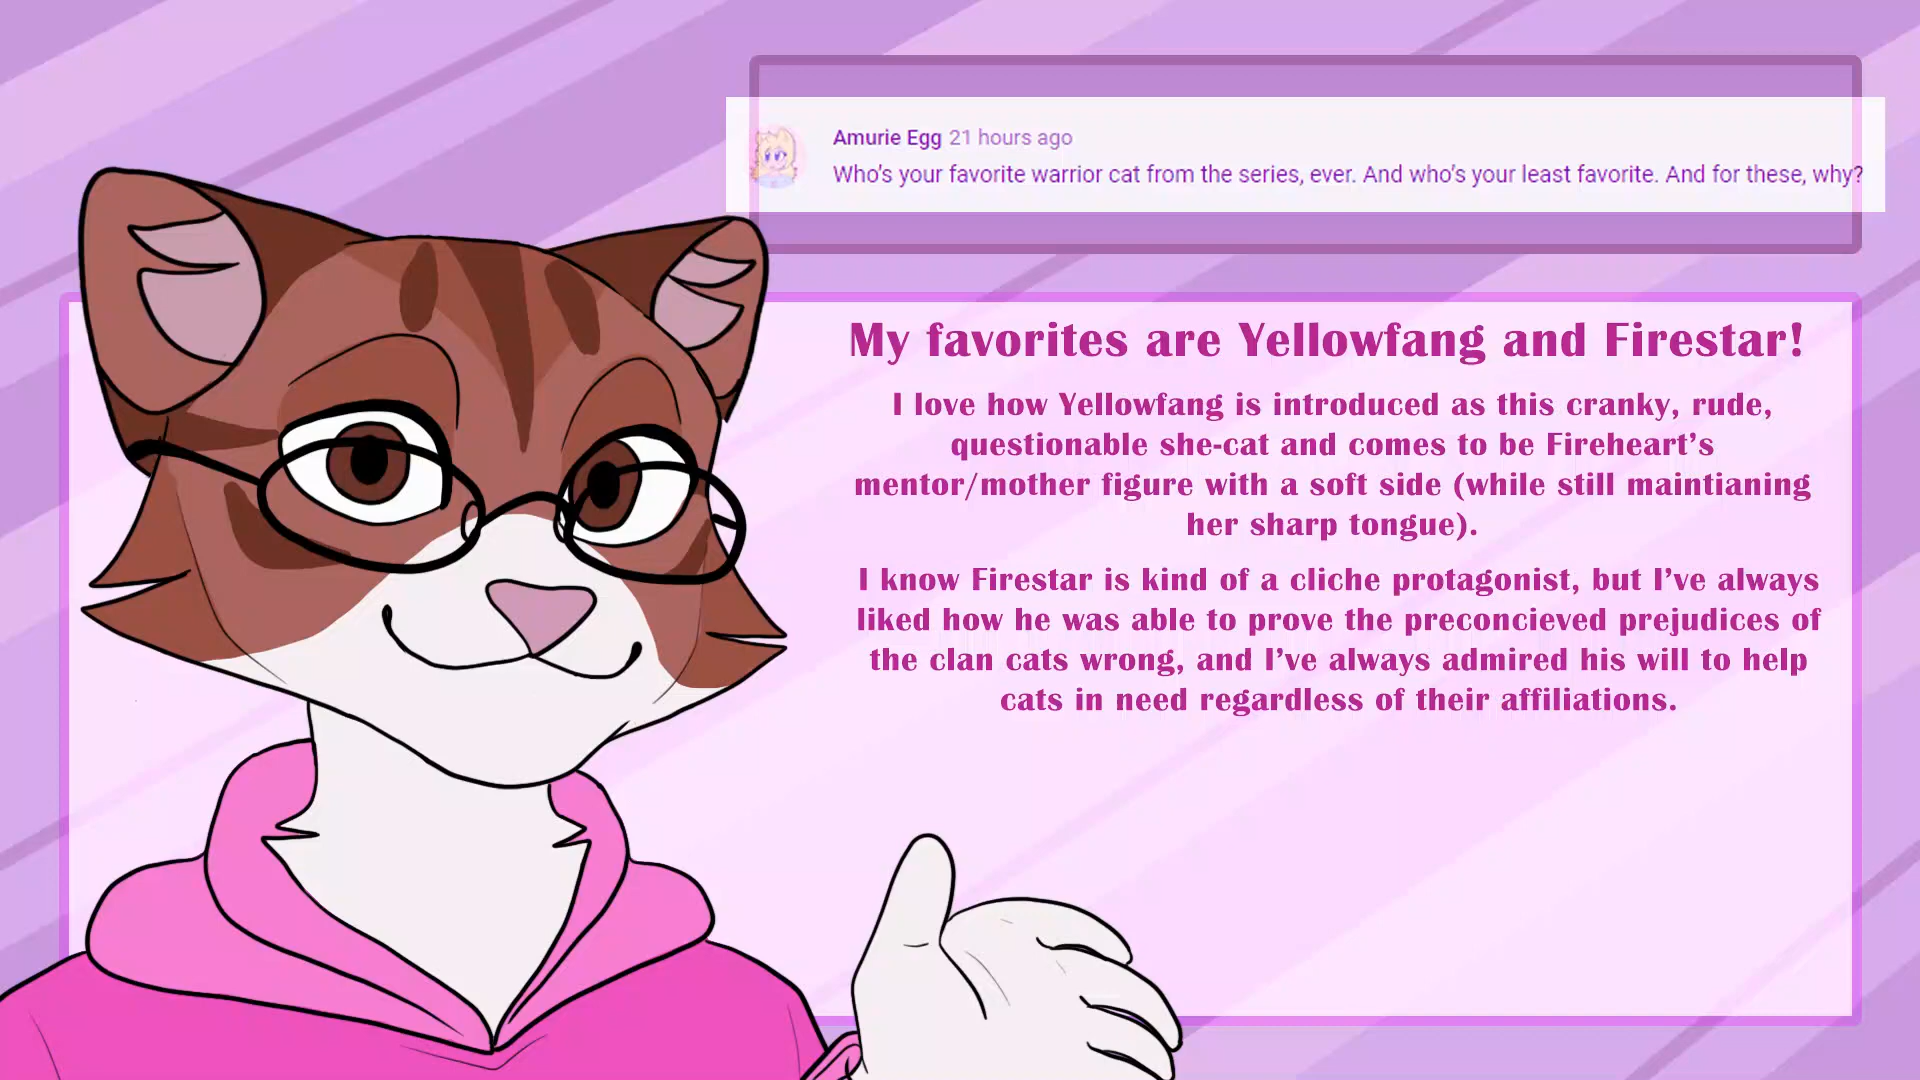 Amurie Egg 21 hours ago
Who's your favorite warrior cat from the series, ever. And who's your least favorite. And for these, why?
My favorites are Yellowfang and Firestar!
I love how Yellowfang is introduced as this cranky, rude,
questionable she-cat and comes to be Fireheart's
mentor/mother figure with a soft side (while still maintianing
her sharp tongue).
I know Firestar is kind of a cliche protagonist, but I've always
liked how he was able to prove the preconcieved prejudices of
the clan cats wrong, and I've always admired his will to help
cats in need regardless of their affiliations.